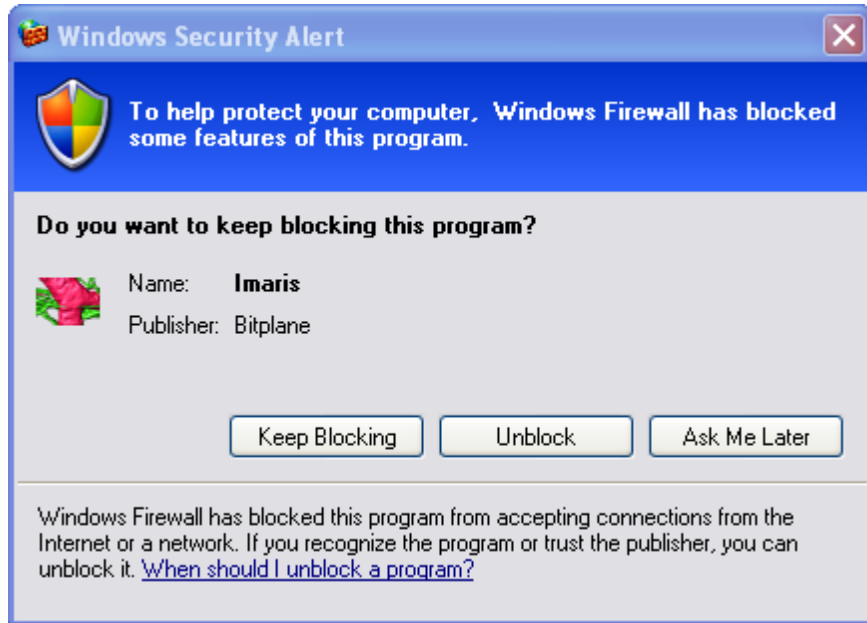 Windows Security Alert
To help protect your computer, Windows Firewall has blocked
some features of this program.
Do you want to keep blocking this program?
Name: Imaris
Publisher: Bitplane
Keep Blocking Unblock Ask Me Later
Windows Firewall has blocked this program from accepting connections from the
Internet or a network. If you recognize the program or trust the publisher, you can
unblock it. When should I unblock a program?